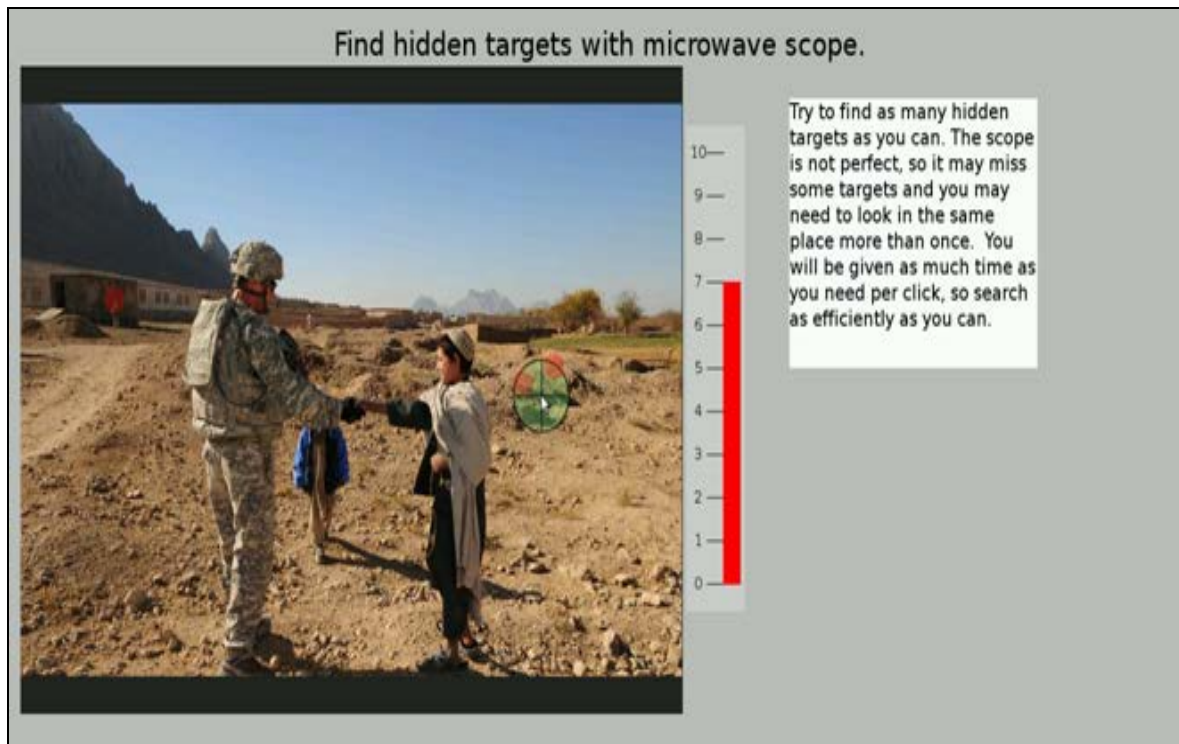 Find hidden targets with microwave scope.
Try to find as many hidden
targets as you can. The scope
is not perfect, so it may miss
some targets and you may
need to look in the same
place more than once.  You
will be given as much time as
you need per click, so search
as efficiently as you can.
10
9
8
7
6
5
4
3
2
1
0